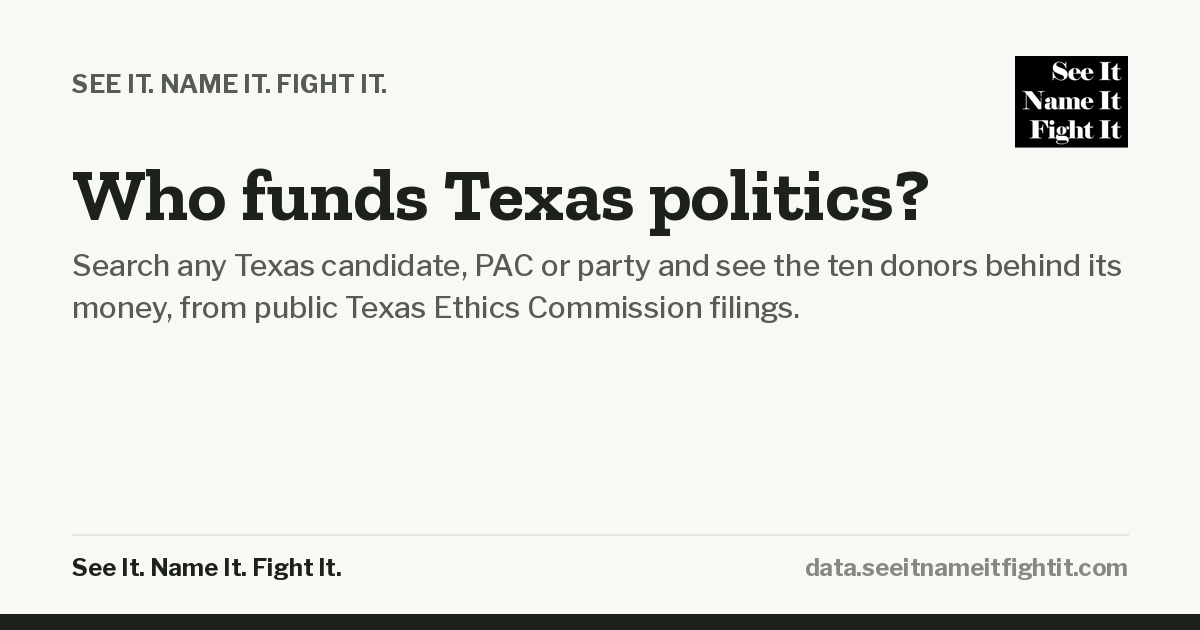 SEE IT. NAME IT. FIGHT IT.
See It
Name It
Fight It
Who funds Texas politics?
Search any Texas candidate, PAC or party and see the ten donors behind its
money, from public Texas Ethics Commission filings.
See It. Name It. Fight It.
data.seeitnameitfightit.com